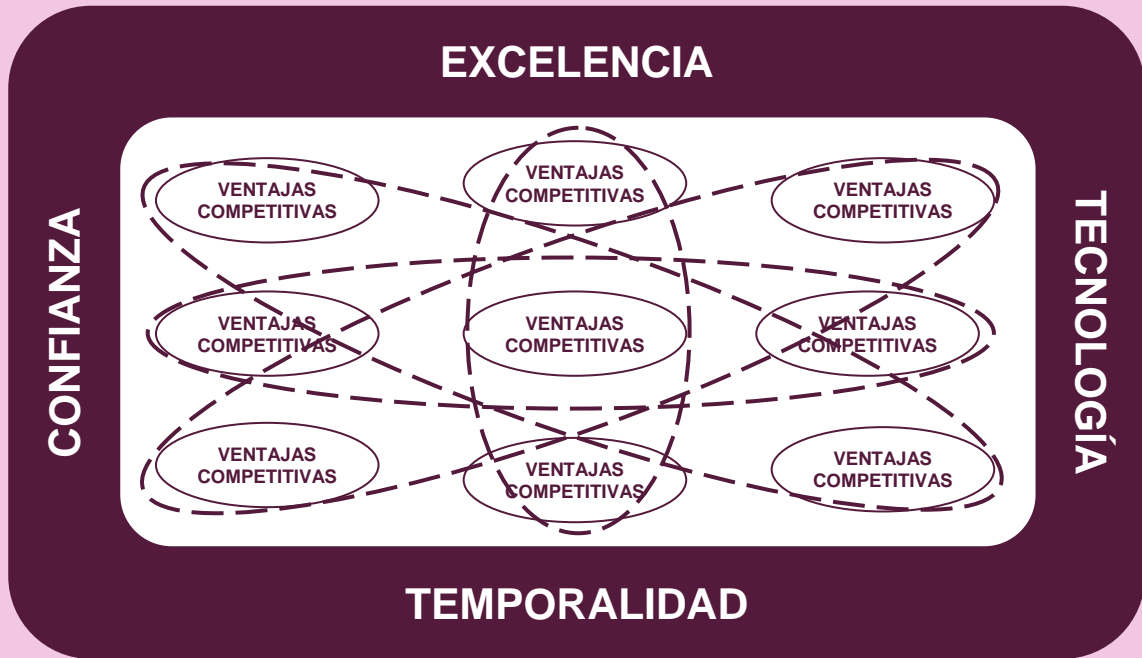 EXCELENCIA
VENTAJAS
COMPETITIVAS
VENTAJAS
COMPETITIVAS
VENTAJAS
COMPETITIVAS
CONFIANZA
TECNOLOGÍA
VENTAJAS
COMPETITIVAS
VENTAJAS
COMPETITIVAS
VENTAJAS
COMPETITIVAS
VENTAJAS
COMPETITIVAS
VENTAJAS
COMPETITIVAS
VENTAJAS
COMPETITIVAS
TEMPORALIDAD